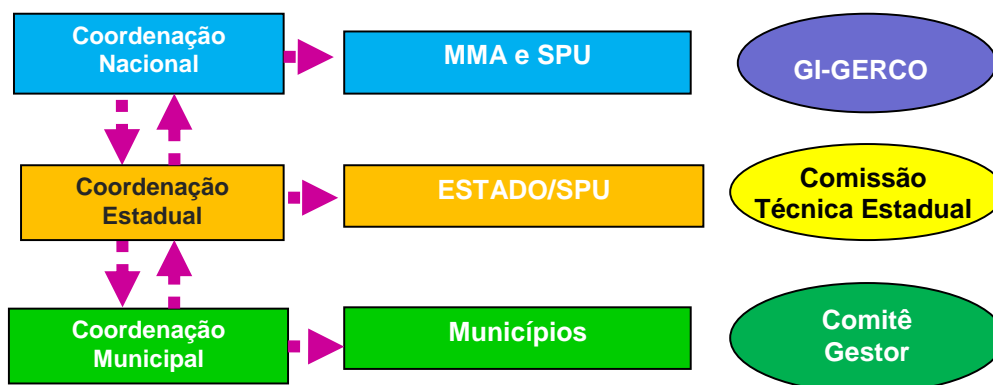 Coordenação
Nacional
MMA e SPU
GI-GERCO
Coordenação
Estadual
ESTADO/SPU
Comissão
Técnica Estadual
Coordenação
Municipal
Municípios
Comitê
Gestor